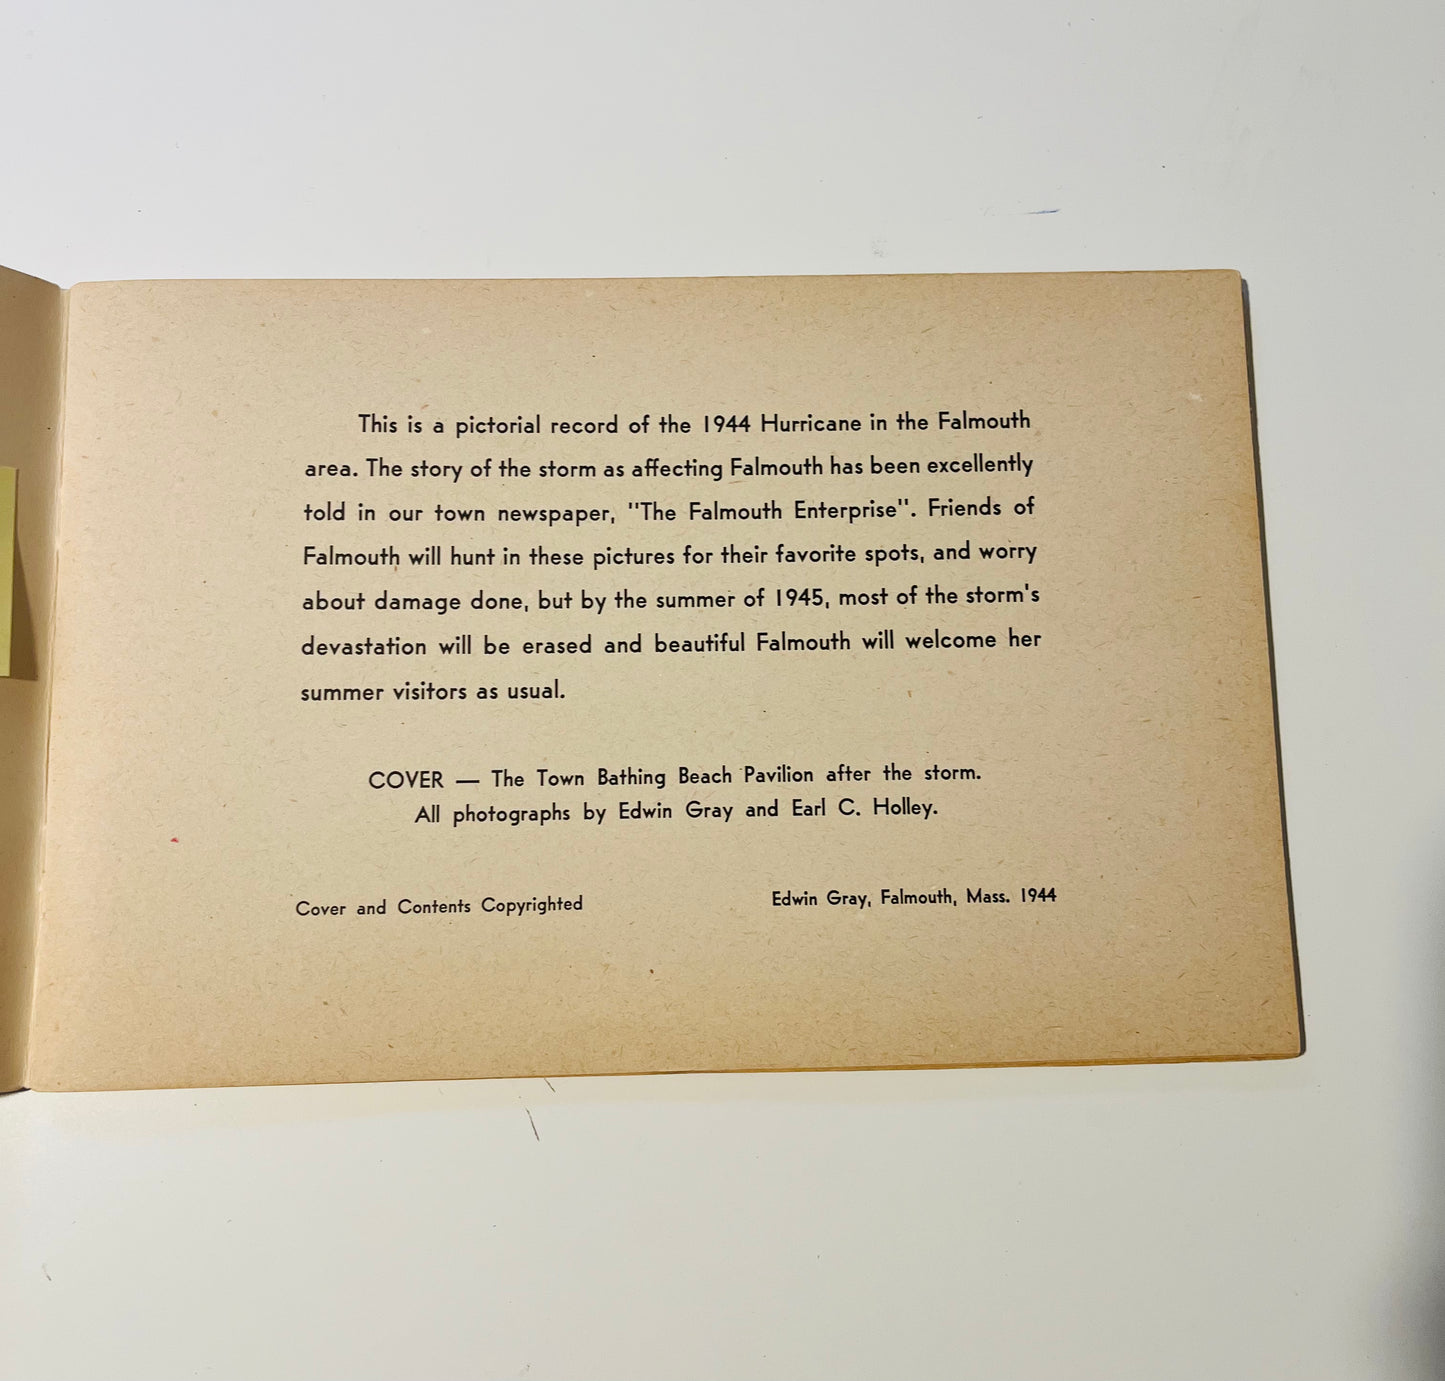 This is a pictorial record of the 1944 Hurricane in the Falmouth
area. The story of the storm as affecting Falmouth has been excellently
told in our town newspaper, "The Falmouth Enterprise". Friends of
Falmouth will hunt in these pictures for their favorite spots, and worry
about damage done, but by the summer of 1945, most of the storm's
devastation will be erased and beautiful Falmouth will welcome her
summer visitors as usual.
COVER — The Town Bathing Beach Pavilion after the storm.
All photographs by Edwin Gray and Earl C. Holley.
Cover and Contents Copyrighted
Edwin Gray, Falmouth, Mass. 1944